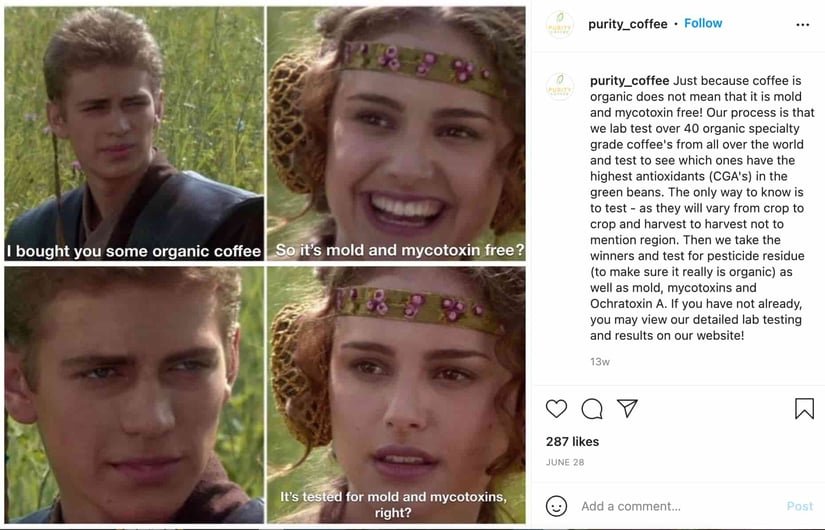 I bought you some organic coffee
So it's mold and mycotoxin free?
It's tested for mold and mycotoxins,
right?
PURITY
COFFEE
purity_coffee • Follow
PURITY
COFFEE
purity_coffee Just because coffee is
organic does not mean that it is mold
and mycotoxin free! Our process is that
we lab test over 40 organic specialty
grade coffee's from all over the world
and test to see which ones have the
highest antioxidants (CGA's) in the
green beans. The only way to know is
to test - as they will vary from crop to
crop and harvest to harvest not to
mention region. Then we take the
winners and test for pesticide residue
(to make sure it really is organic) as
well as mold, mycotoxins and
Ochratoxin A. If you have not already,
you may view our detailed lab testing
and results on our website!
13w
287 likes
JUNE 28
Add a comment...
Post